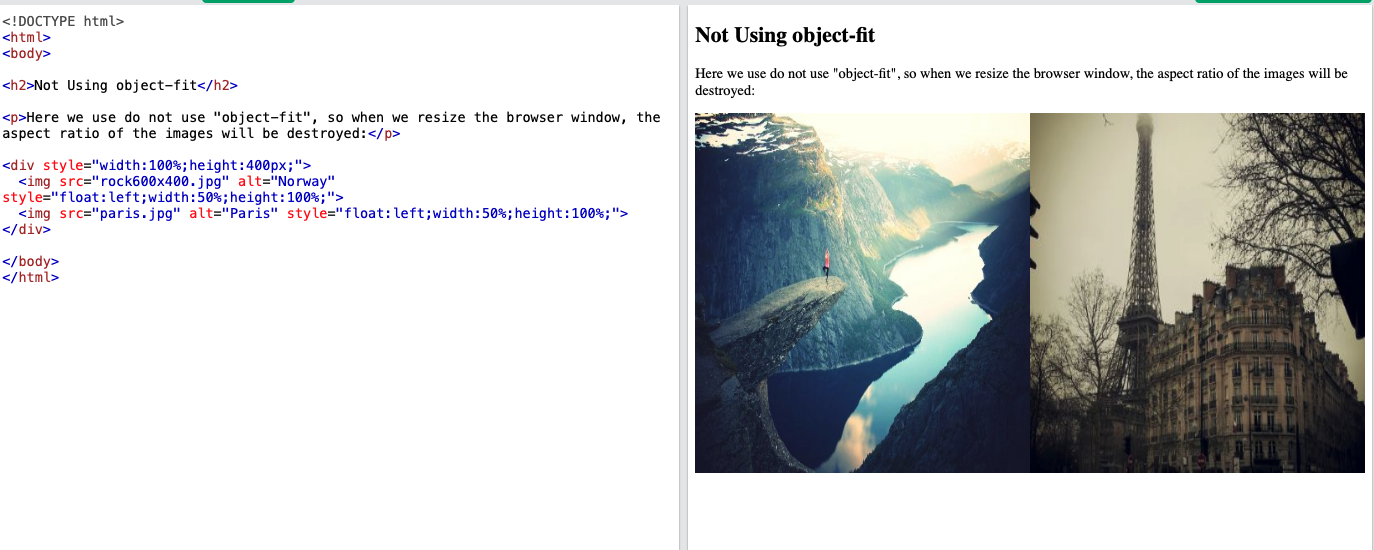 <!DOCTYPE html>
<html>
<body>
<h2>Not Using object-fit</h2>
<p>Here we use do not use "object-fit", so when we resize the browser window, the
aspect ratio of the images will be destroyed:</p>
<div style="width:100%;height:400px;">
<img src="rock600x400.jpg" alt="Norway"
style="float:left;width:50%;height:100%;">
<img src="paris.jpg" alt="Paris" style="float:left;width:50%;height:100%;">
</div>
</body>
</html>
Not Using object-fit
Here we use do not use "object-fit", so when we resize the browser window, the aspect ratio of the images will be
destroyed: